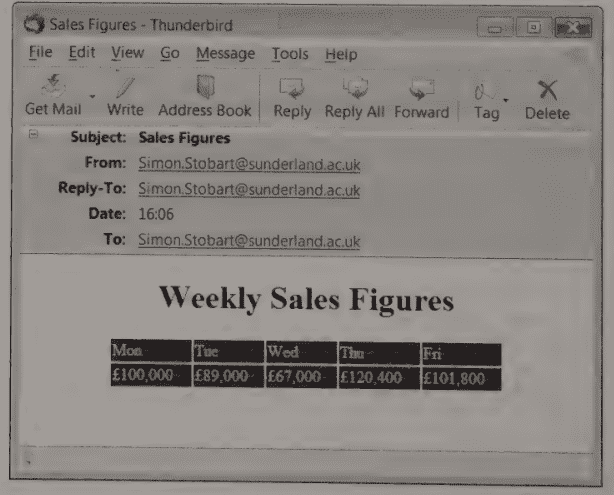 Sales Figures - Thunderbird
File Edit View Go Message Tools Help
Get Mail Write Address Book Reply Reply All Forward Tag Delete
Subject: Sales Figures
From: Simon.Stobart@sunderland.ac.uk
Reply-To: Simon.Stobart@sunderland.ac.uk
Date: 16:06
To: Simon.Stobart@sunderland.ac.uk
Weekly Sales Figures
Mon Tue Wed Thu Fri
£100,000 £89,000 £67,000 £120,400 £101,800